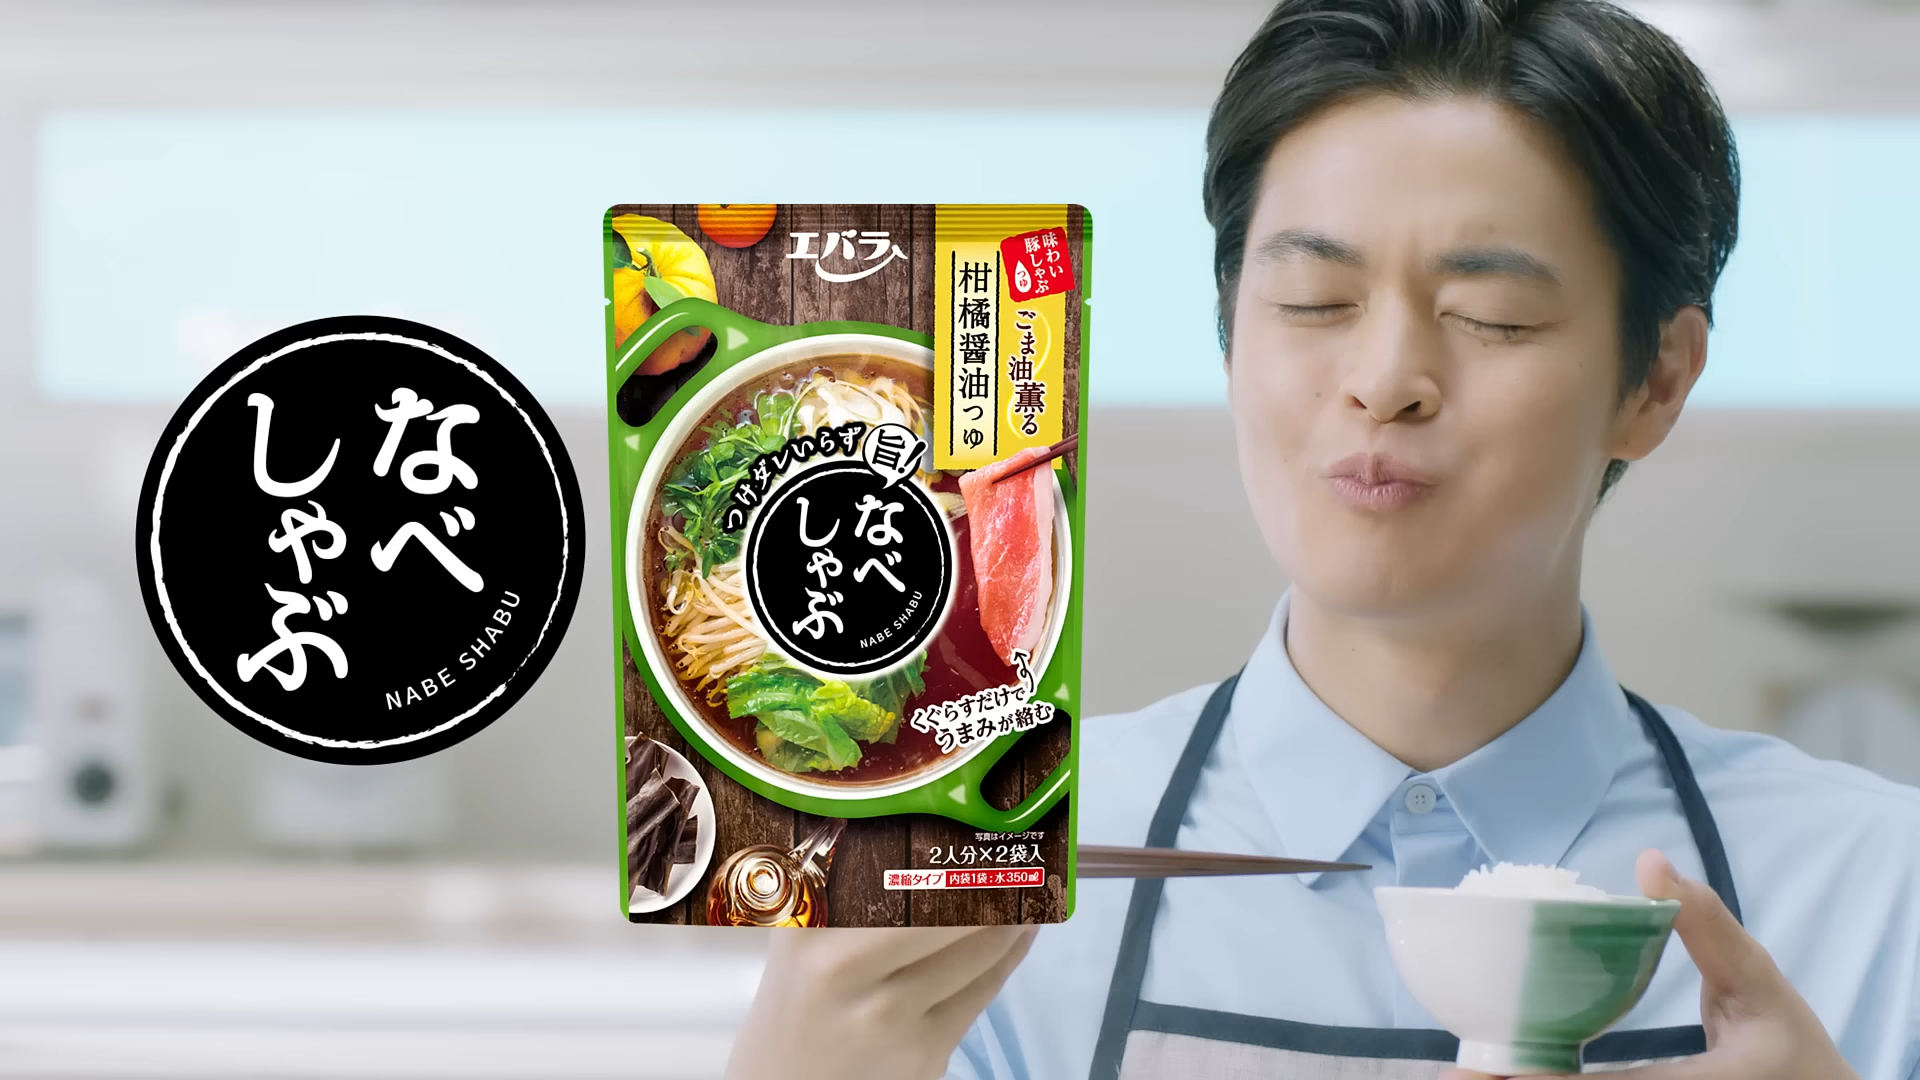 なべ
しゃぶ
NABE SHABU
エバラ
味わい
豚しゃぶ
つゆ
ごま油薫る
柑橘醤油つゆ
つけダレいらず
旨!
なべ
しゃぶ
NABE SHABU
くぐらすだけで
うまみが絡む
写真はイメージです
2人分×2袋入
濃縮タイプ 内袋1袋:水350㎖